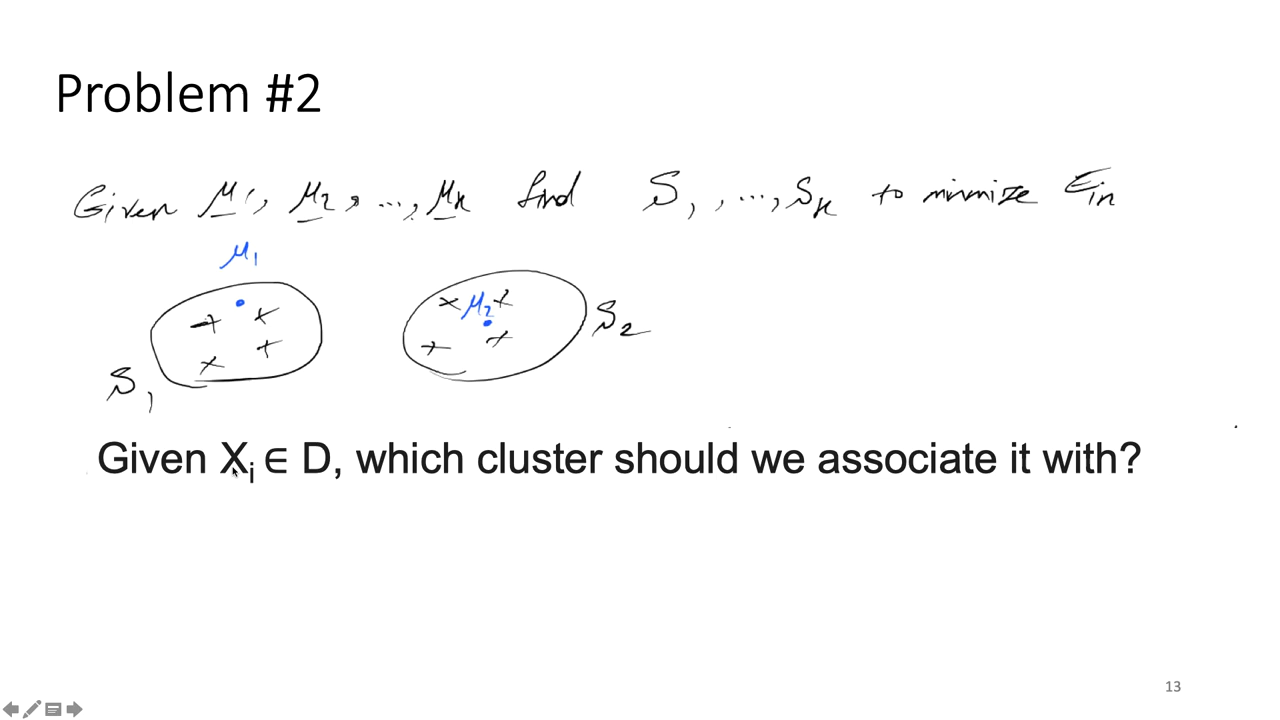 Problem #2
Given μ1, μ2, ..., μk find S1, ..., Sk to minimize Ein
μ1
μ2
S2
S1
Given Xi ∈ D, which cluster should we associate it with?
13